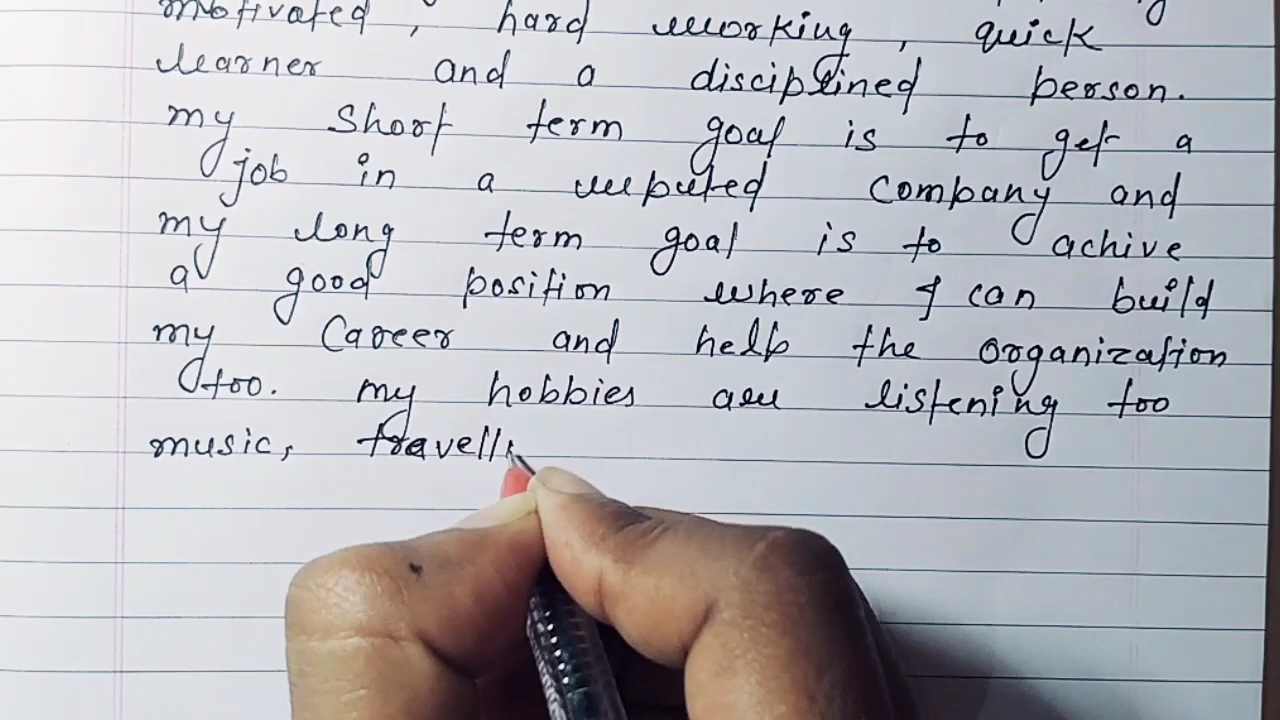 motivated, hard working, quick
learner and a disciplined person.
my short term goal is to get a
job in a reputed company and
my long term goal is to achive
a good position where I can build
my Career and help the organization
too. my hobbies are listening too
music, travelli